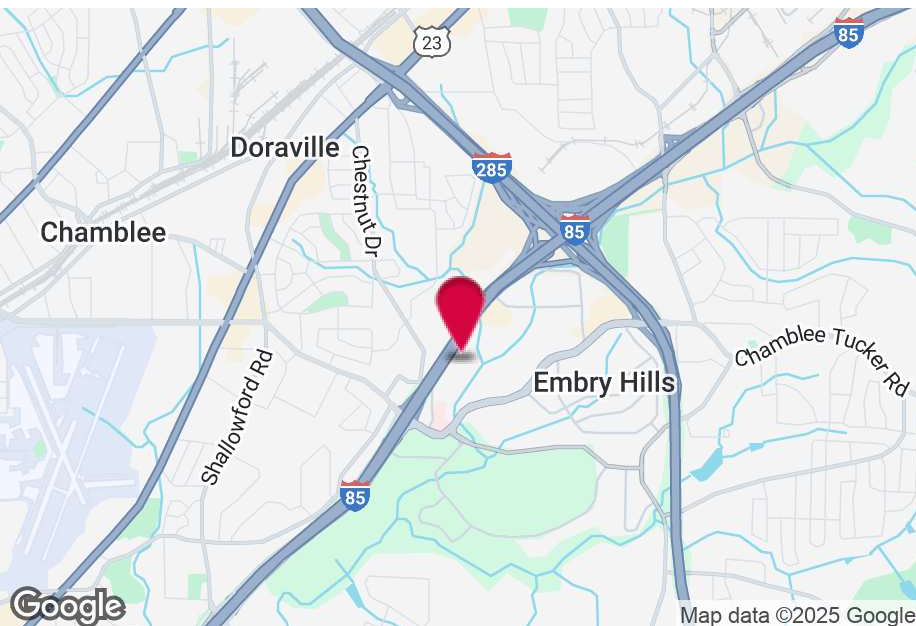 23
85
Doraville
Chestnut Dr
285
Chamblee
85
Chamblee Tucker Rd
Embry Hills
Shallowford Rd
85
Google
Map data ©2025 Google